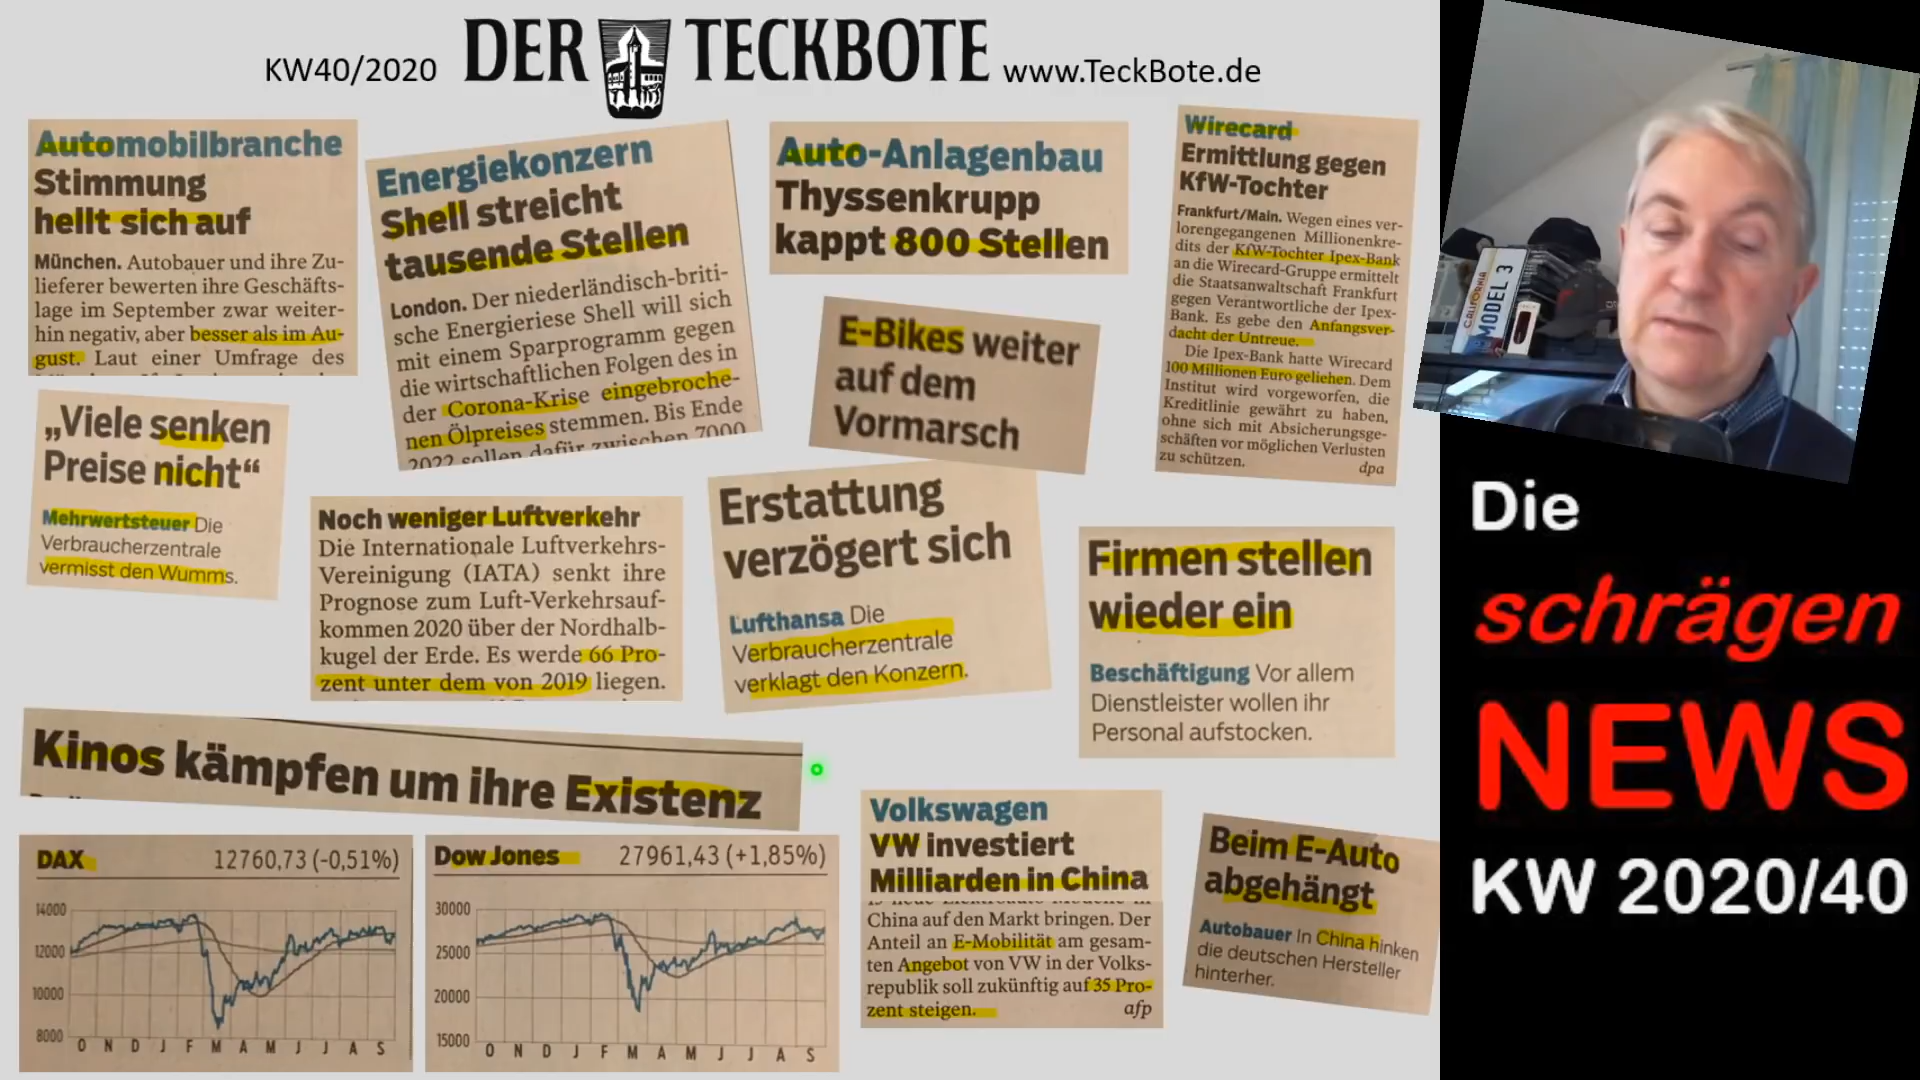 KW40/2020 DER TECKBOTE www.TeckBote.de
Automobilbranche
Stimmung
hellt sich auf
München. Autobauer und ihre Zu-
lieferer bewerten ihre Geschäfts-
lage im September zwar weiter-
hin negativ, aber besser als im Au-
gust. Laut einer Umfrage des
Energiekonzern
Shell streicht
tausende Stellen
London. Der niederländisch-briti-
sche Energieriese Shell will sich
mit einem Sparprogramm gegen
die wirtschaftlichen Folgen des in
der Corona-Krise eingebroche-
nen Ölpreises stemmen. Bis Ende
2022 sollen dafür zwischen 7000
Auto-Anlagenbau
Thyssenkrupp
kappt 800 Stellen
Wirecard
Ermittlung gegen
KfW-Tochter
Frankfurt/Main. Wegen eines ver-
lorengegangenen Millionenkre-
dits der KfW-Tochter Ipex-Bank
an die Wirecard-Gruppe ermittelt
die Staatsanwaltschaft Frankfurt
gegen Verantwortliche der Ipex-
Bank. Es gebe den Anfangsver-
dacht der Untreue.
Die Ipex-Bank hatte Wirecard
100 Millionen Euro geliehen. Dem
Institut wird vorgeworfen, die
Kreditlinie gewährt zu haben,
ohne sich mit Absicherungsge-
schäften vor möglichen Verlusten
zu schützen. dpa
E-Bikes weiter
auf dem
Vormarsch
„Viele senken
Preise nicht“
Mehrwertsteuer Die
Verbraucherzentrale
vermisst den Wumms.
Noch weniger Luftverkehr
Die Internationale Luftverkehrs-
Vereinigung (IATA) senkt ihre
Prognose zum Luft-Verkehrsauf-
kommen 2020 über der Nordhalb-
kugel der Erde. Es werde 66 Pro-
zent unter dem von 2019 liegen.
Erstattung
verzögert sich
Lufthansa Die
Verbraucherzentrale
verklagt den Konzern.
Firmen stellen
wieder ein
Beschäftigung Vor allem
Dienstleister wollen ihr
Personal aufstocken.
Kinos kämpfen um ihre Existenz
DAX 12760,73 (-0,51%)
14000
12000
10000
8000
O N D J F M A M J J A S
Dow Jones 27961,43 (+1,85%)
30000
25000
20000
15000
O N D J F M A M J J A S
Volkswagen
VW investiert
Milliarden in China
China auf den Markt bringen. Der
Anteil an E-Mobilität am gesam-
ten Angebot von VW in der Volks-
republik soll zukünftig auf 35 Pro-
zent steigen. afp
Beim E-Auto
abgehängt
Autobauer In China hinken
die deutschen Hersteller
hinterher.
CALIFORNIA
MODEL 3
Die
schrägen
NEWS
KW 2020/40